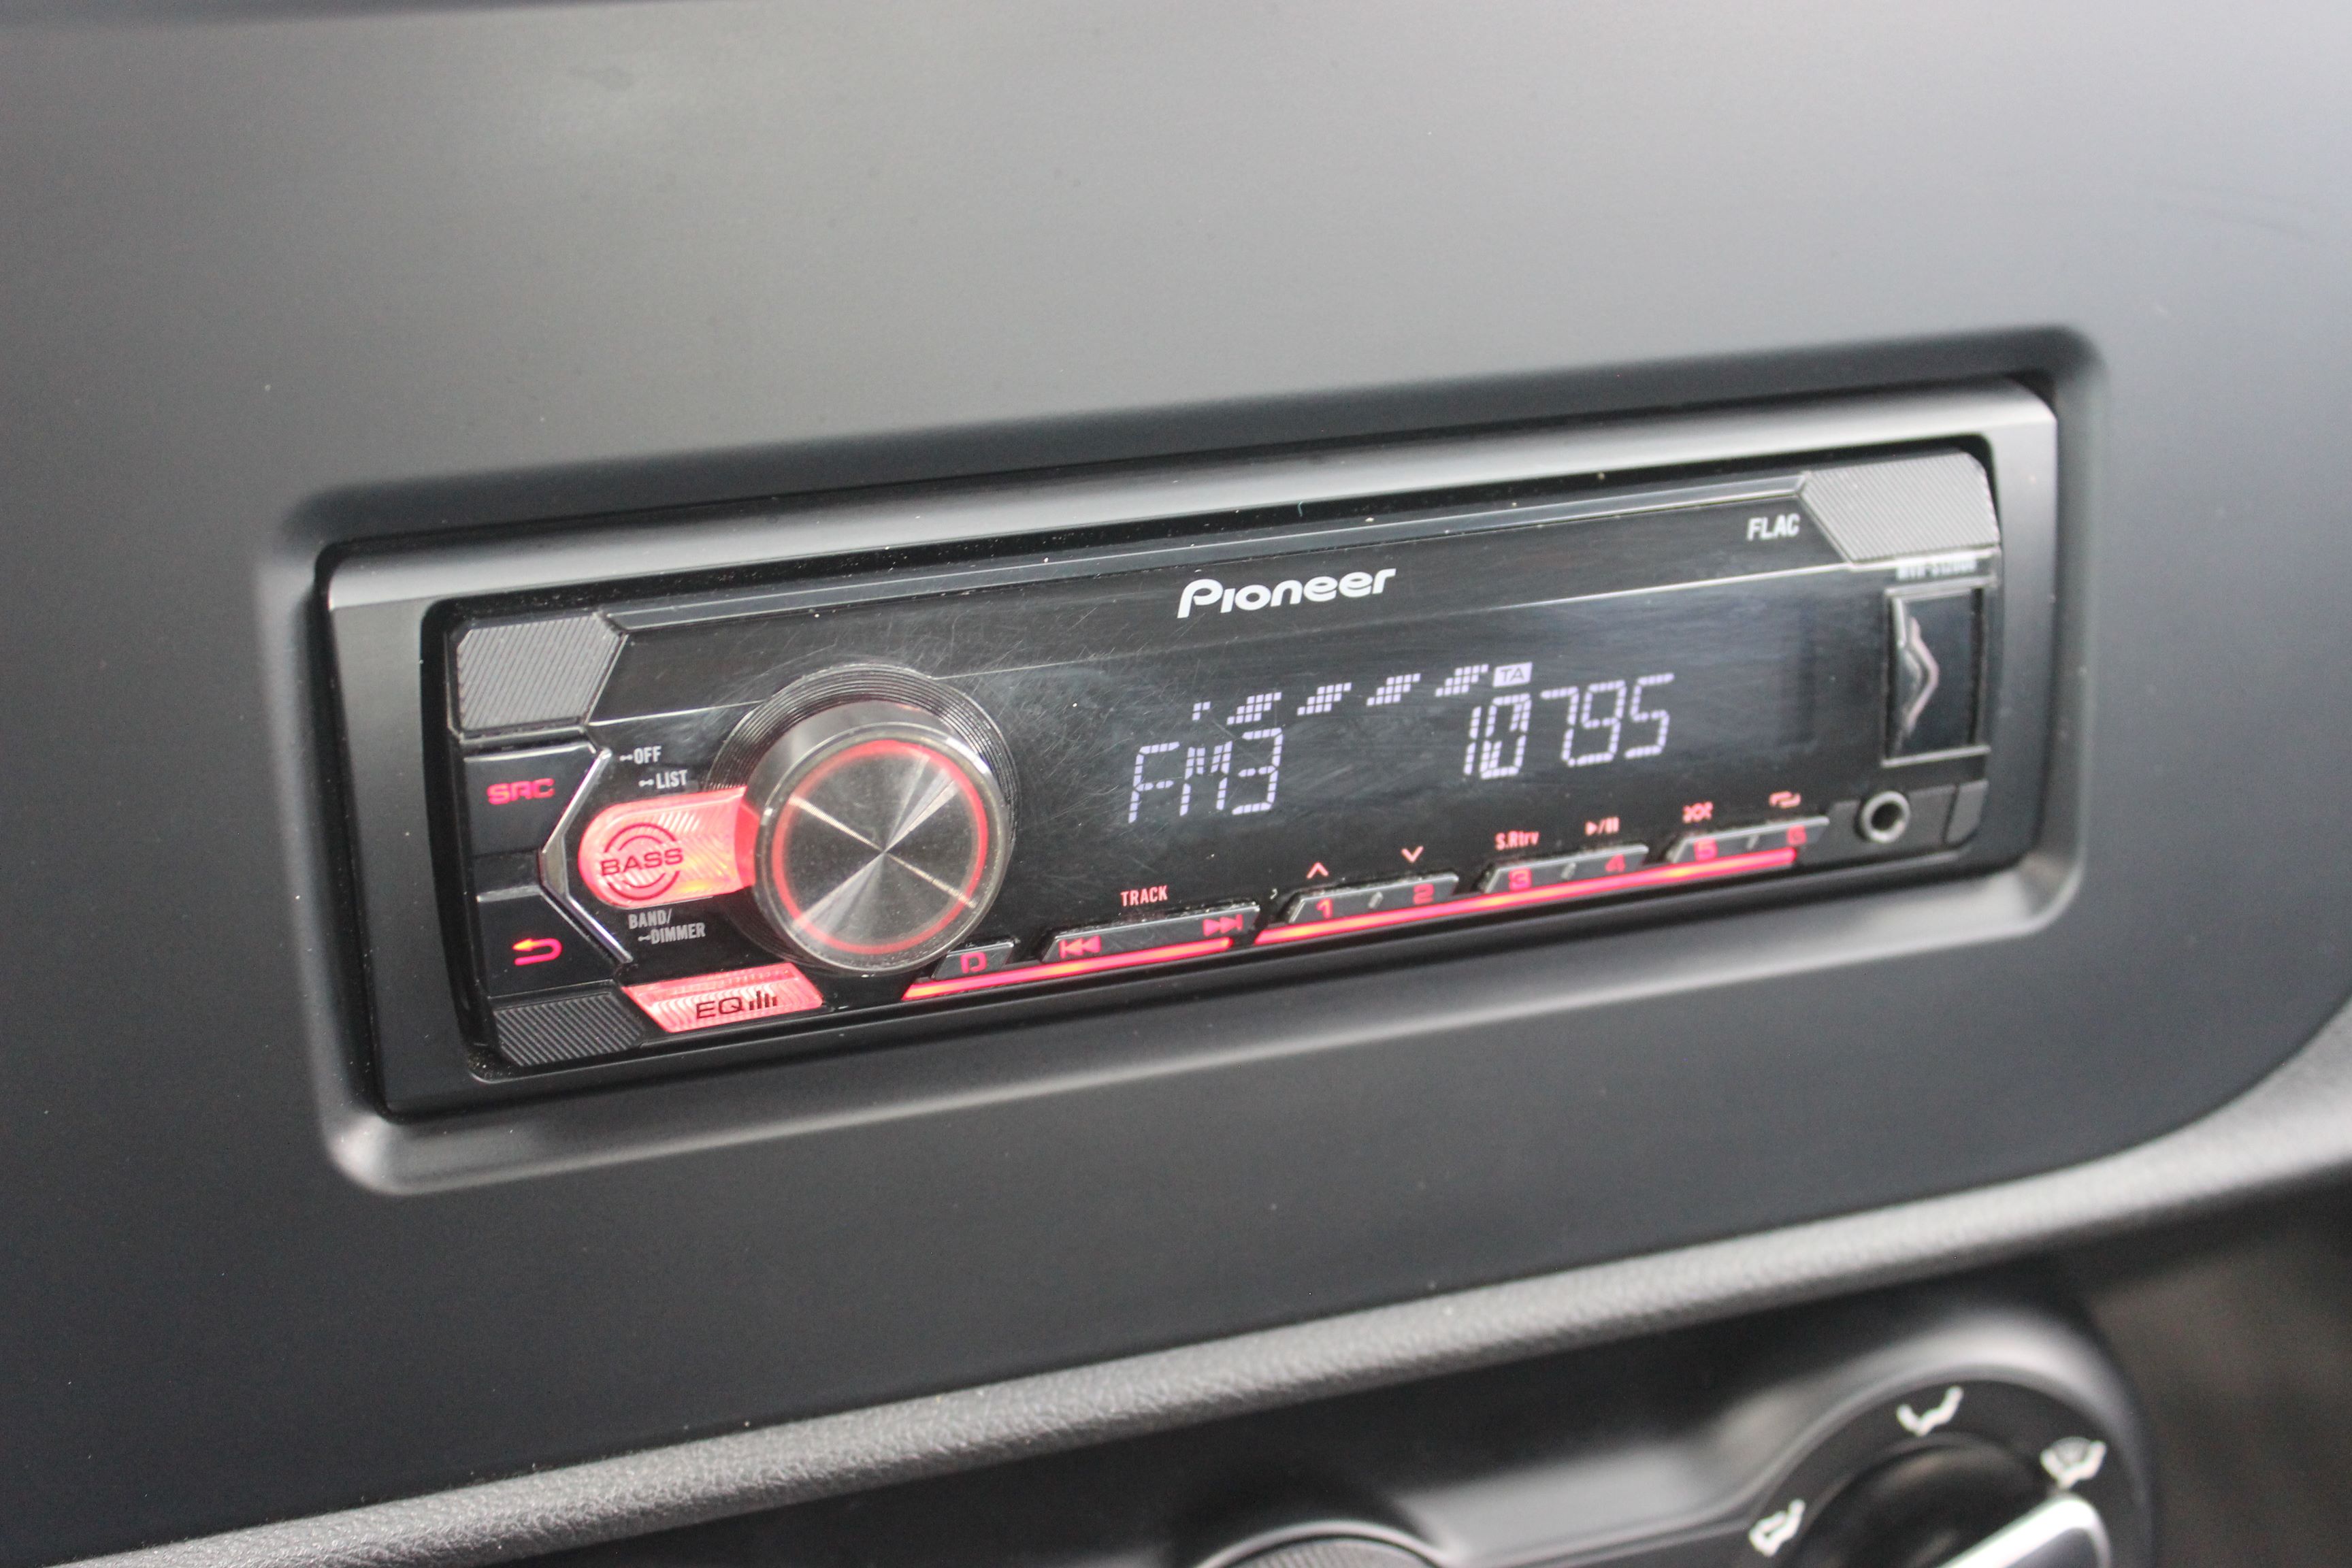 FLAC
Pioneer
TA
FM3 107.95
SRC
OFF
LIST
BASS
BAND/
DIMMER
EQ
D
TRACK
1 / 2
S.Rtrv
3 / 4
5 / 6